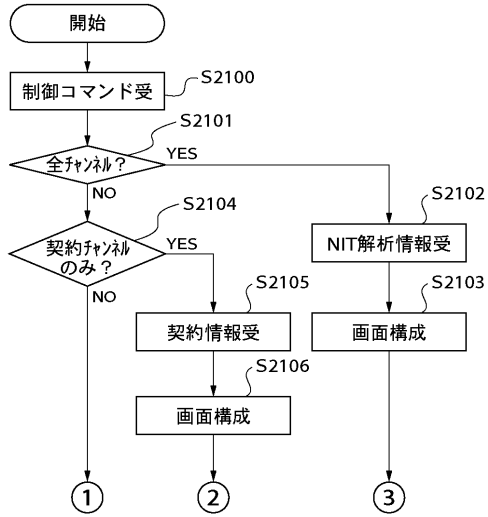 開始
制御コマンド受
S2100
S2101
全ﾁｬﾝﾈﾙ？
YES
NO
S2104
契約ﾁｬﾝﾈﾙ
のみ？
YES
NO
S2102
NIT解析情報受
S2103
画面構成
S2105
契約情報受
S2106
画面構成
1
2
3